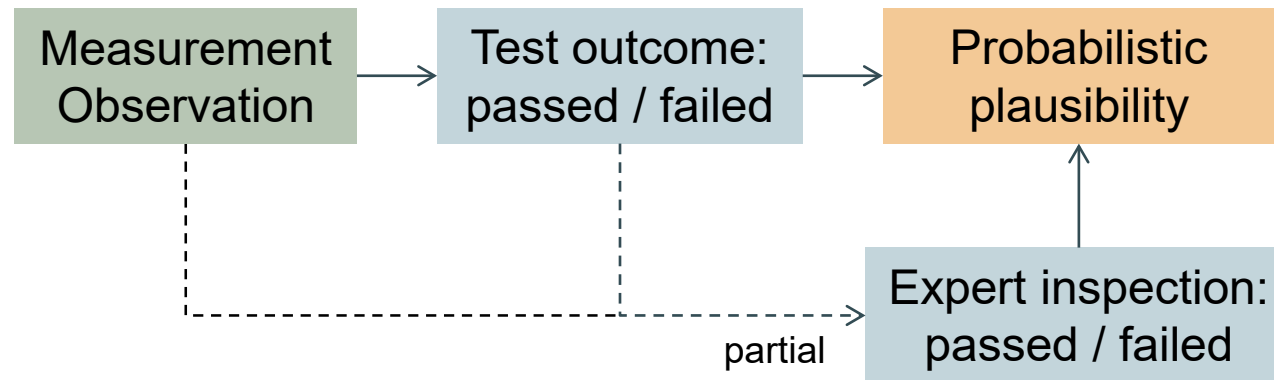 Measurement
Observation
Test outcome:
passed / failed
Probabilistic
plausibility
Expert inspection:
passed / failed
partial